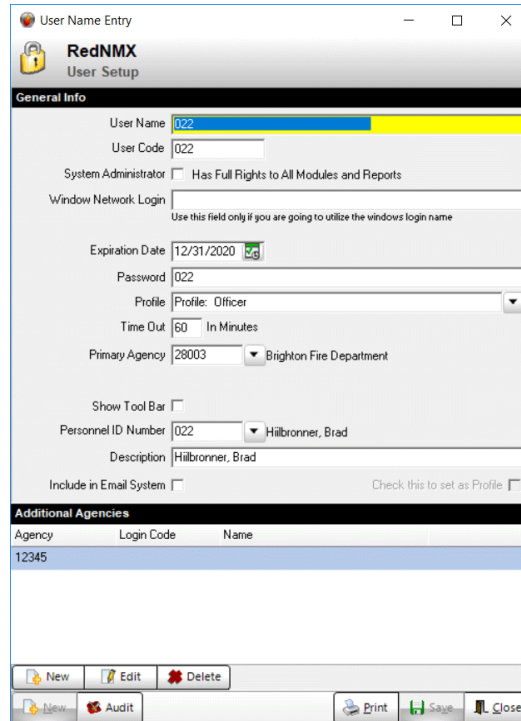 User Name Entry
RedNMX
User Setup
General Info
User Name 022
User Code 022
System Administrator Has Full Rights to All Modules and Reports
Window Network Login
Use this field only if you are going to utilize the windows login name
Expiration Date 12/31/2020
Password 022
Profile Profile: Officer
Time Out 60 In Minutes
Primary Agency 28003 Brighton Fire Department
Show Tool Bar
Personnel ID Number 022 Hiilbronner, Brad
Description Hiilbronner, Brad
Include in Email System Check this to set as Profile
Additional Agencies
Agency Login Code Name
12345
New Edit Delete
New Audit Print Save Close